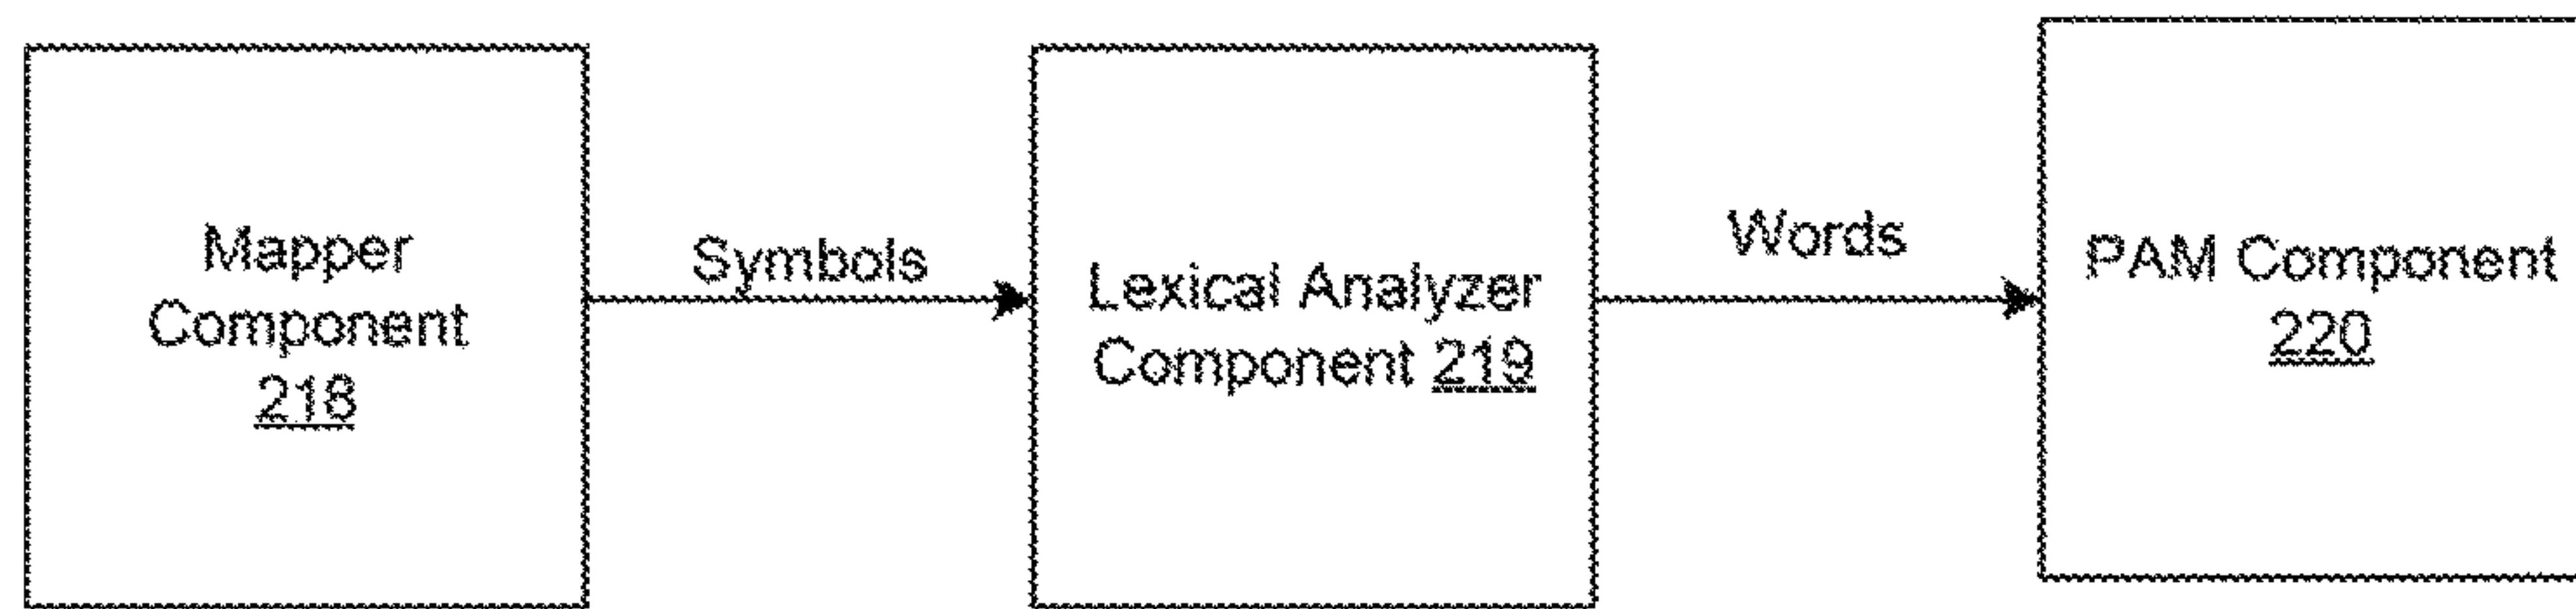 Mapper
Component
218
Symbols
Lexical Analyzer
Component 219
Words
PAM Component
220